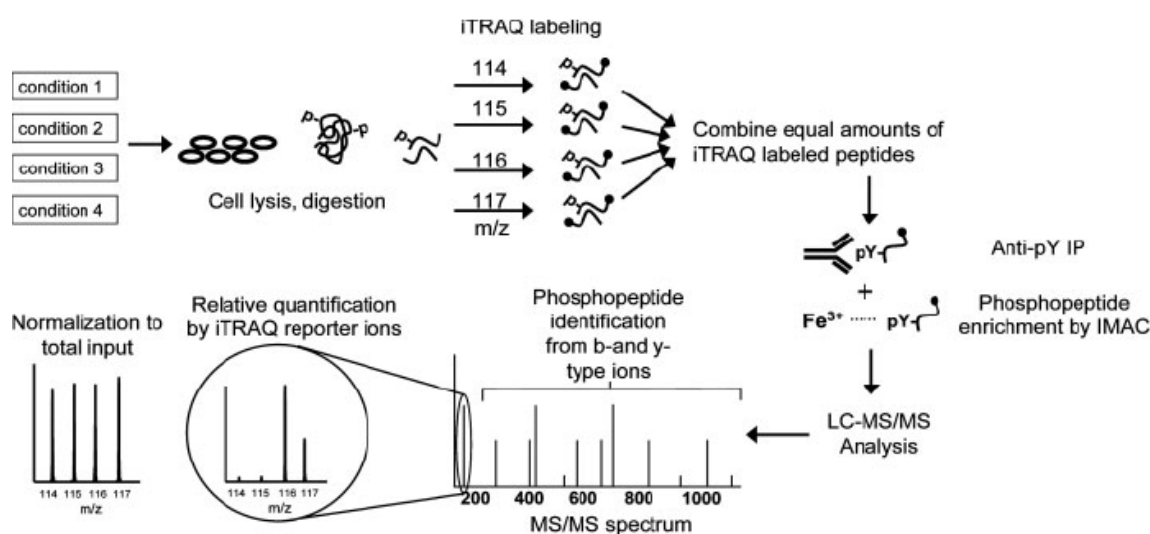 iTRAQ labeling
condition 1
condition 2
condition 3
condition 4
p
p
p
Cell lysis, digestion
114
115
116
117
m/z
p
p
p
p
Combine equal amounts of
iTRAQ labeled peptides
pY
Anti-pY IP
+
Fe3+ ······ pY
Phosphopeptide
enrichment by IMAC
LC-MS/MS
Analysis
Phosphopeptide
identification
from b-and y-
type ions
200 400 600 800 1000
MS/MS spectrum
Relative quantification
by iTRAQ reporter ions
114 115 116 117
m/z
Normalization to
total input
114 115 116 117
m/z